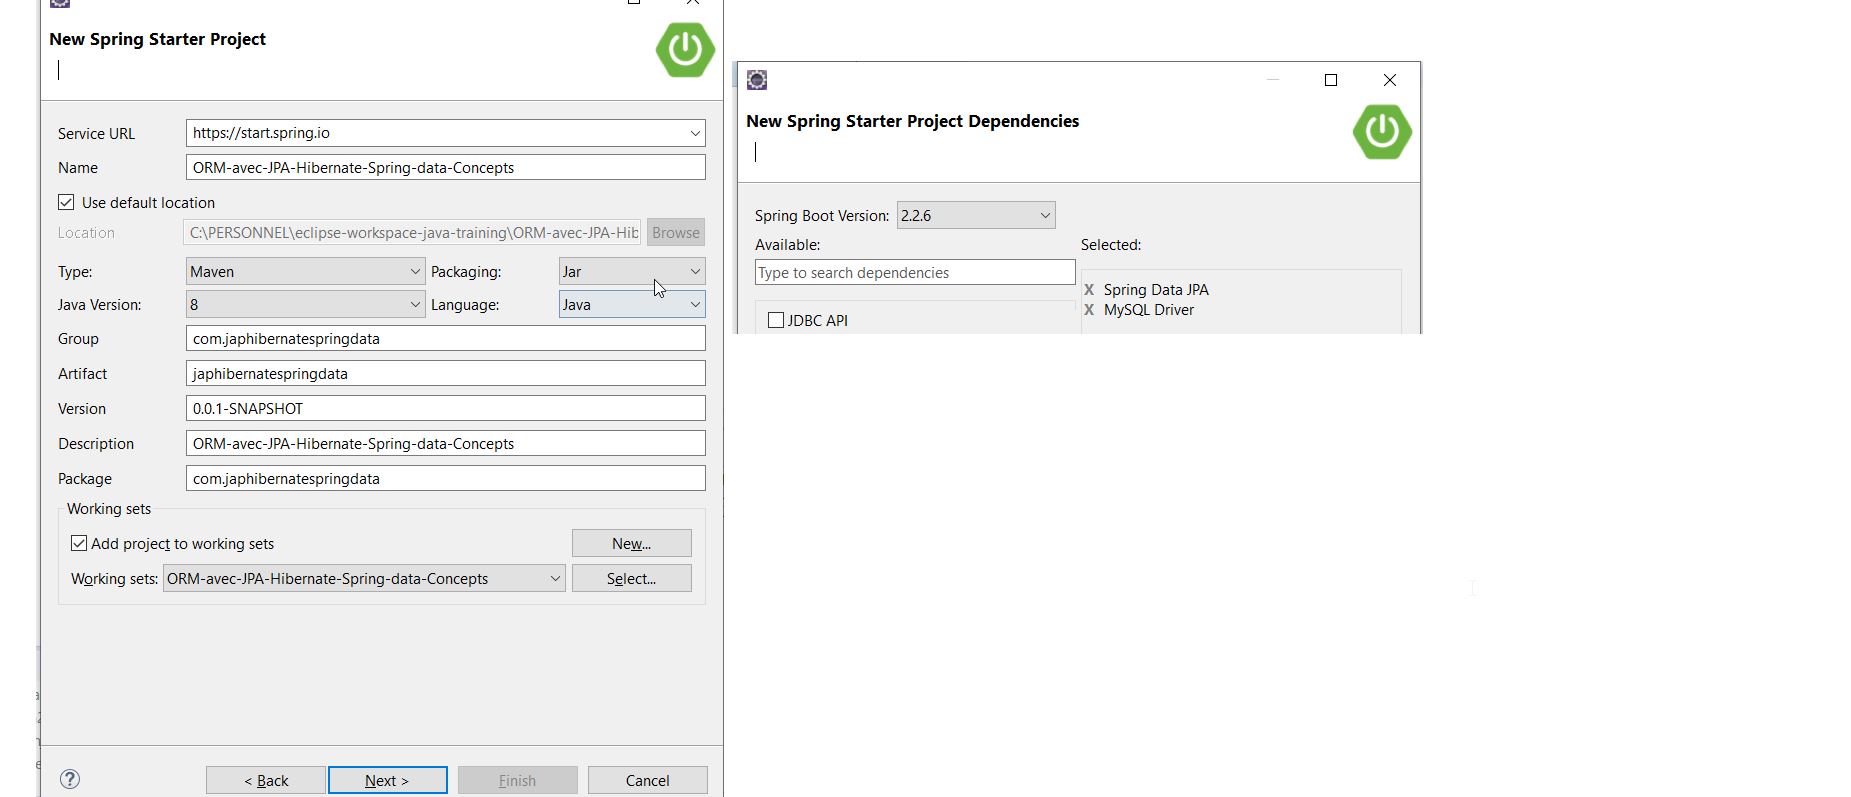 New Spring Starter Project
Service URL https://start.spring.io
Name ORM-avec-JPA-Hibernate-Spring-data-Concepts
Use default location
Location C:\PERSONNEL\eclipse-workspace-java-training\ORM-avec-JPA-Hib Browse
Type: Maven Packaging: Jar
Java Version: 8 Language: Java
Group com.japhibernatespringdata
Artifact japhibernatespringdata
Version 0.0.1-SNAPSHOT
Description ORM-avec-JPA-Hibernate-Spring-data-Concepts
Package com.japhibernatespringdata
Working sets
Add project to working sets New...
Working sets: ORM-avec-JPA-Hibernate-Spring-data-Concepts Select...
? < Back Next > Finish Cancel
New Spring Starter Project Dependencies
Spring Boot Version: 2.2.6
Available: Selected:
Type to search dependencies
X Spring Data JPA
X MySQL Driver
JDBC API